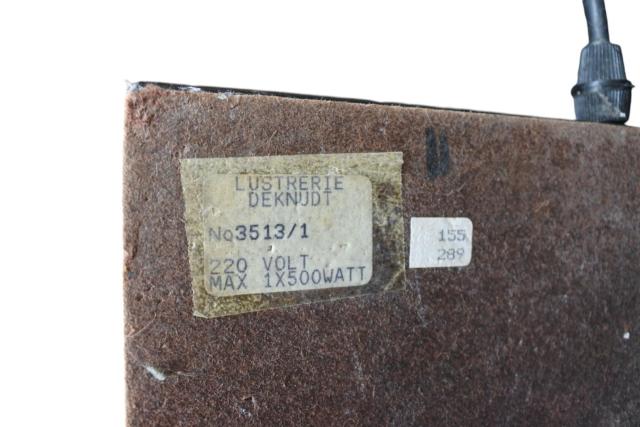 LUSTRERIE
DEKNUDT
No3513/1
220 VOLT
MAX 1X500WATT
155
289